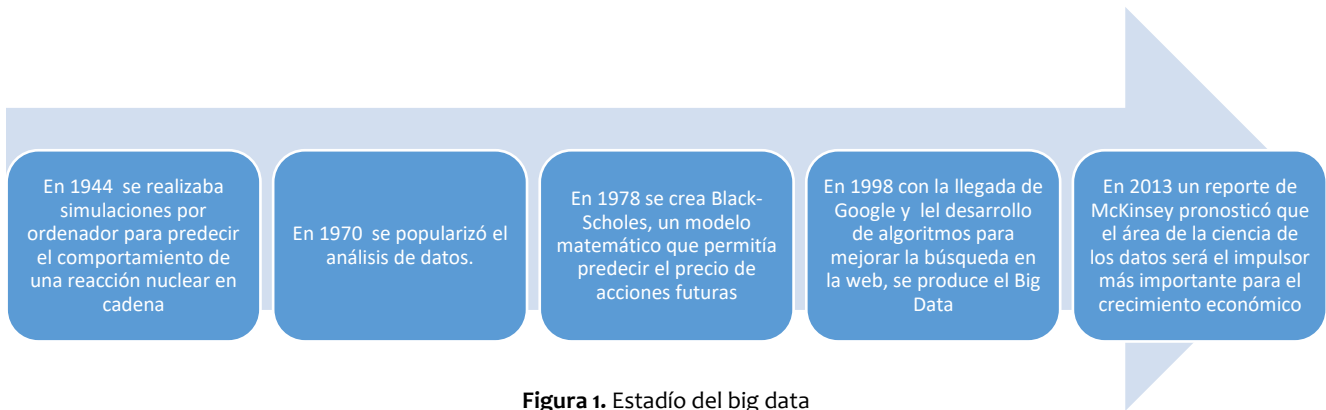 En 1944 se realizaba
simulaciones por
ordenador para predecir
el comportamiento de
una reacción nuclear en
cadena
En 1970 se popularizó el
análisis de datos.
En 1978 se crea Black-
Scholes, un modelo
matemático que permitía
predecir el precio de
acciones futuras
En 1998 con la llegada de
Google y lel desarrollo
de algoritmos para
mejorar la búsqueda en
la web, se produce el Big
Data
En 2013 un reporte de
McKinsey pronosticó que
el área de la ciencia de
los datos será el impulsor
más importante para el
crecimiento económico
Figura 1. Estadío del big data